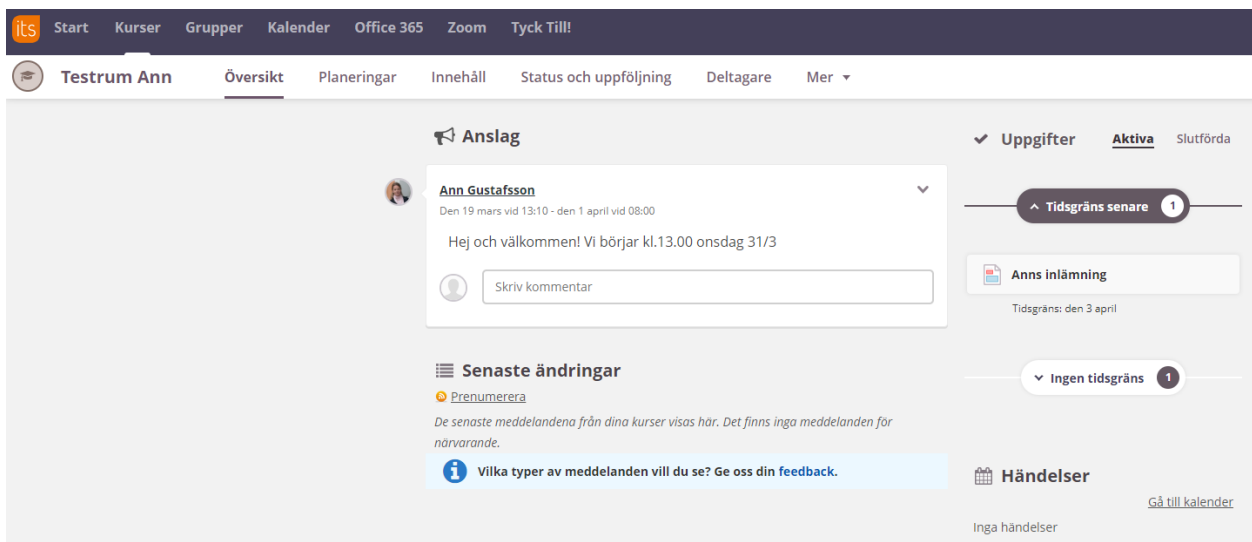 its Start Kurser Grupper Kalender Office 365 Zoom Tyck Till!
Testrum Ann Översikt Planeringar Innehåll Status och uppföljning Deltagare Mer
Anslag
Ann Gustafsson
Den 19 mars vid 13:10 - den 1 april vid 08:00
Hej och välkommen! Vi börjar kl.13.00 onsdag 31/3
Skriv kommentar
Senaste ändringar
Prenumerera
De senaste meddelandena från dina kurser visas här. Det finns inga meddelanden för
närvarande.
Vilka typer av meddelanden vill du se? Ge oss din feedback.
Uppgifter Aktiva Slutförda
Tidsgräns senare 1
Anns inlämning
Tidsgräns: den 3 april
Ingen tidsgräns 1
Händelser
Gå till kalender
Inga händelser